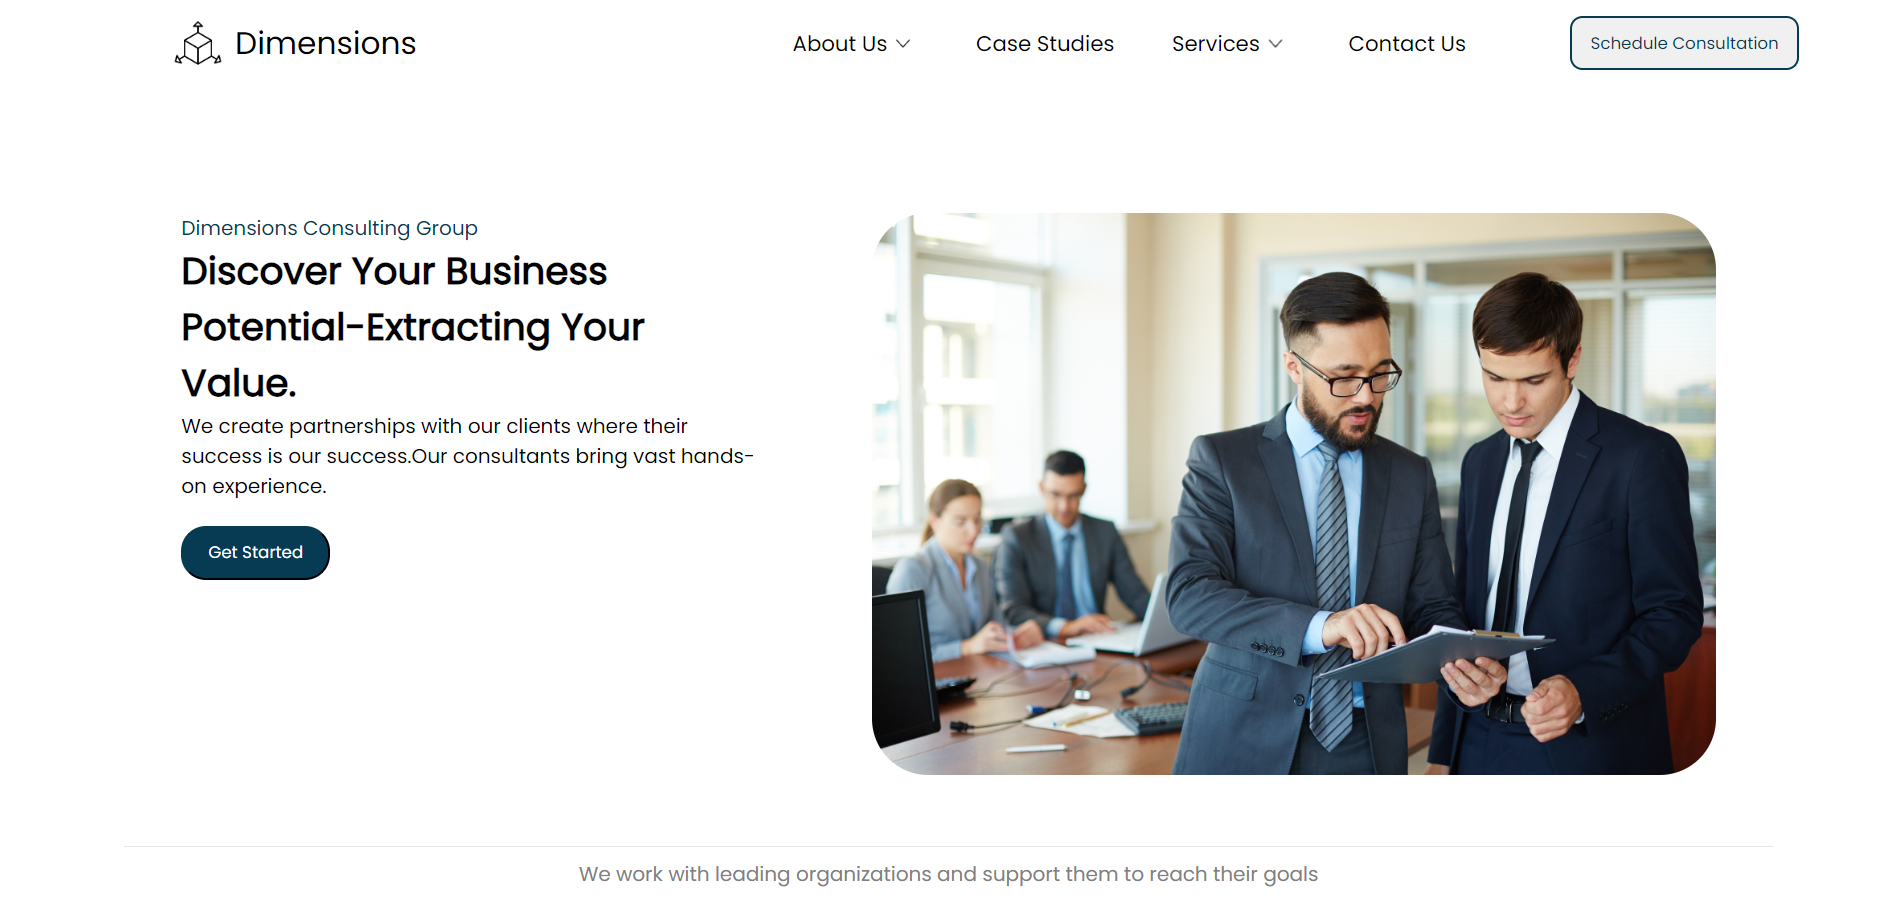 Dimensions
About Us
Case Studies
Services
Contact Us
Schedule Consultation
Dimensions Consulting Group
Discover Your Business
Potential-Extracting Your
Value.
We create partnerships with our clients where their
success is our success.Our consultants bring vast hands-
on experience.
Get Started
We work with leading organizations and support them to reach their goals